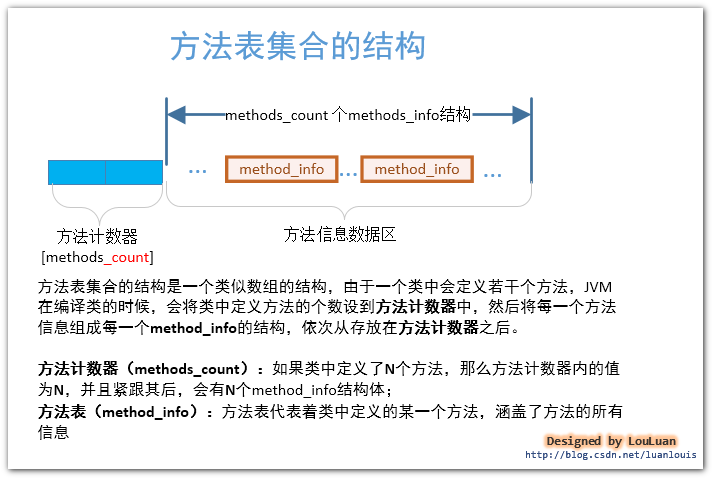 方法表集合的结构
methods_count 个methods_info结构
... method_info ... method_info ...
方法计数器
[methods_count]
方法信息数据区
方法表集合的结构是一个类似数组的结构，由于一个类中会定义若干个方法，JVM
在编译类的时候，会将类中定义方法的个数设到方法计数器中，然后将每一个方法
信息组成每一个method_info的结构，依次从存放在方法计数器之后。
方法计数器（methods_count）：如果类中定义了N个方法，那么方法计数器内的值
为N，并且紧跟其后，会有N个method_info结构体；
方法表（method_info）：方法表代表着类中定义的某一个方法，涵盖了方法的所有
信息
Designed by LouLuan
http://blog.csdn.net/luanlouis